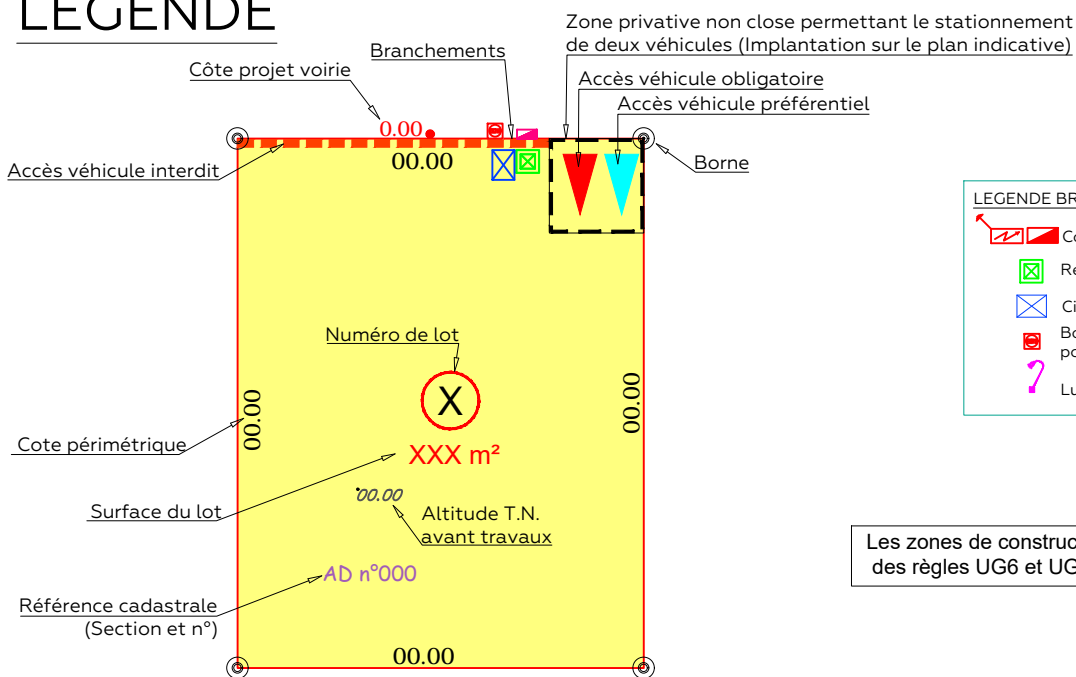 LEGENDE
Zone privative non close permettant le stationnement
de deux véhicules (Implantation sur le plan indicative)
Branchements
Côte projet voirie
Accès véhicule obligatoire
Accès véhicule préférentiel
0.00
00.00
Accès véhicule interdit
Borne
LEGENDE
Numéro de lot
X
00.00
00.00
Cote périmétrique
XXX m²
Surface du lot
00.00
Altitude T.N.
avant travaux
Les zones de
des règles UG6 et
AD n°000
Référence cadastrale
(Section et n°)
00.00